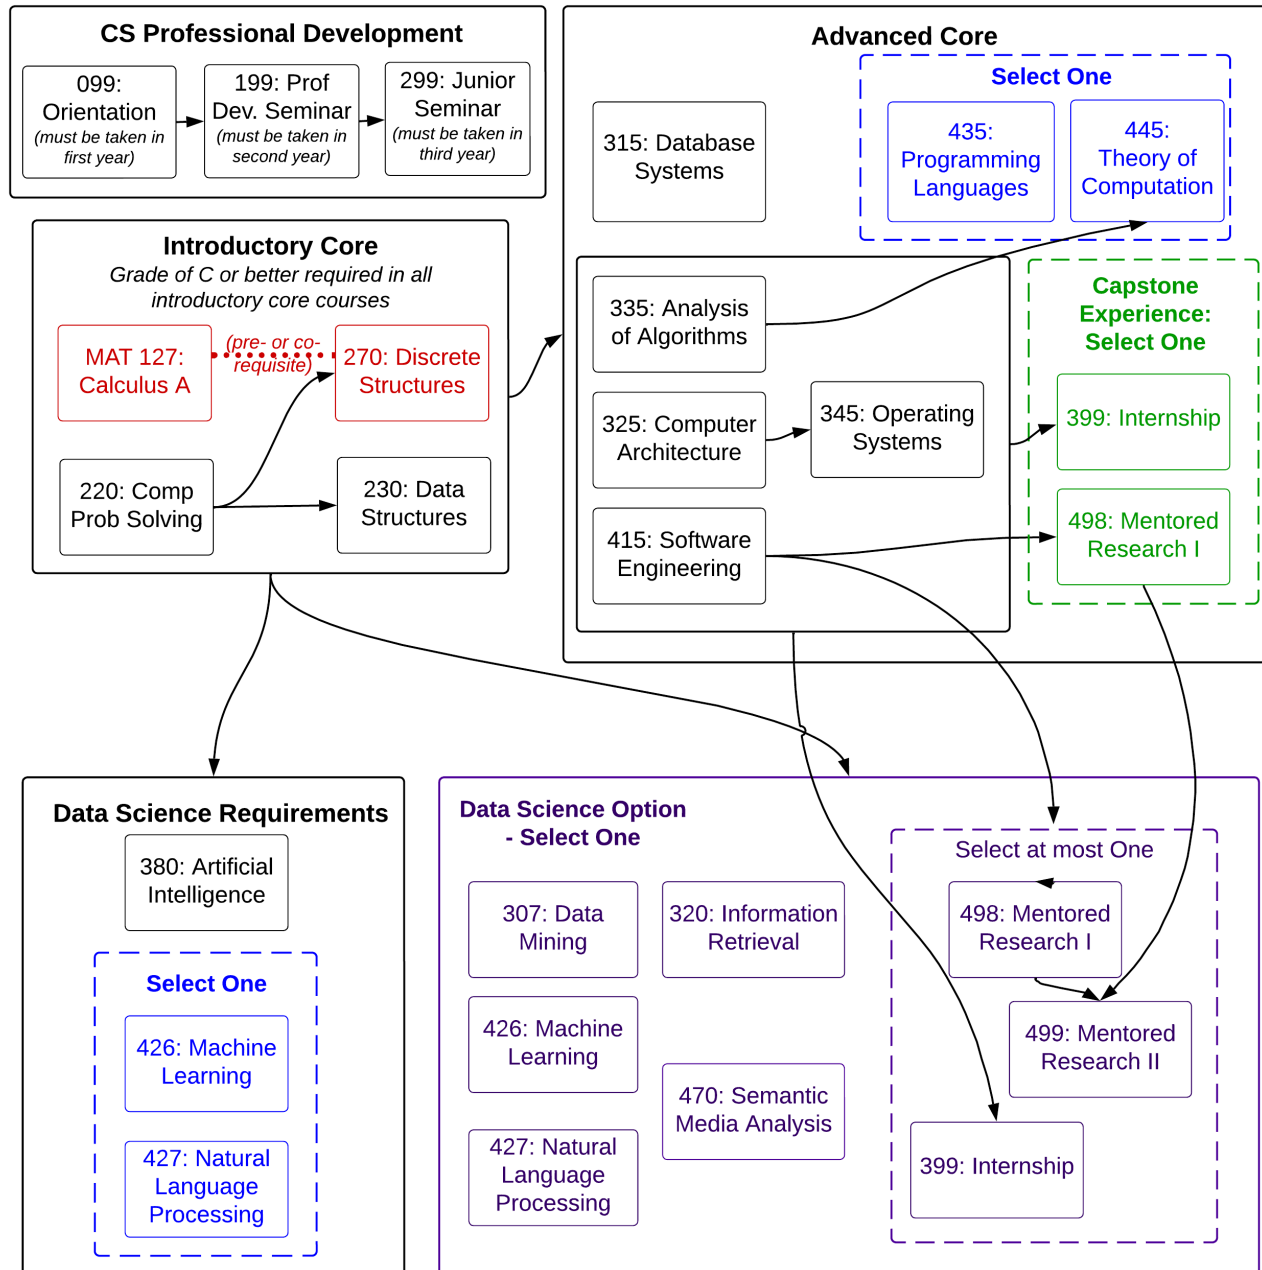 CS Professional Development
099:
Orientation
(must be taken in
first year)
199: Prof
Dev. Seminar
(must be taken in
second year)
299: Junior
Seminar
(must be taken in
third year)
Introductory Core
Grade of C or better required in all
introductory core courses
MAT 127:
Calculus A
(pre- or co-
requisite)
270: Discrete
Structures
220: Comp
Prob Solving
230: Data
Structures
Advanced Core
315: Database
Systems
Select One
435:
Programming
Languages
445:
Theory of
Computation
335: Analysis
of Algorithms
325: Computer
Architecture
345: Operating
Systems
415: Software
Engineering
Capstone
Experience:
Select One
399: Internship
498: Mentored
Research I
Data Science Requirements
380: Artificial
Intelligence
Select One
426: Machine
Learning
427: Natural
Language
Processing
Data Science Option
- Select One
307: Data
Mining
320: Information
Retrieval
426: Machine
Learning
470: Semantic
Media Analysis
427: Natural
Language
Processing
Select at most One
498: Mentored
Research I
499: Mentored
Research II
399: Internship